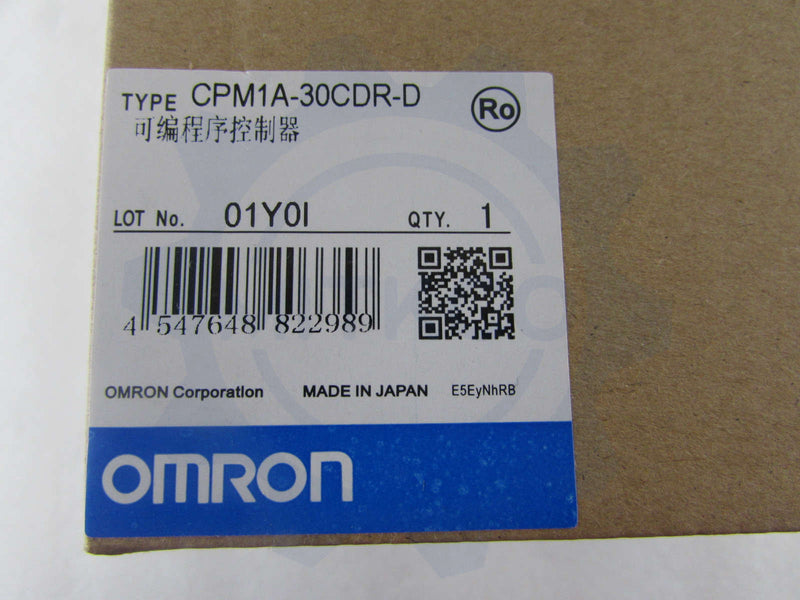 TYPE CPM1A-30CDR-D
Ro
可编程序控制器
LOT No. 01Y0I QTY. 1
4 547648 822989
OMRON Corporation MADE IN JAPAN E5EyNhRB
OMRON